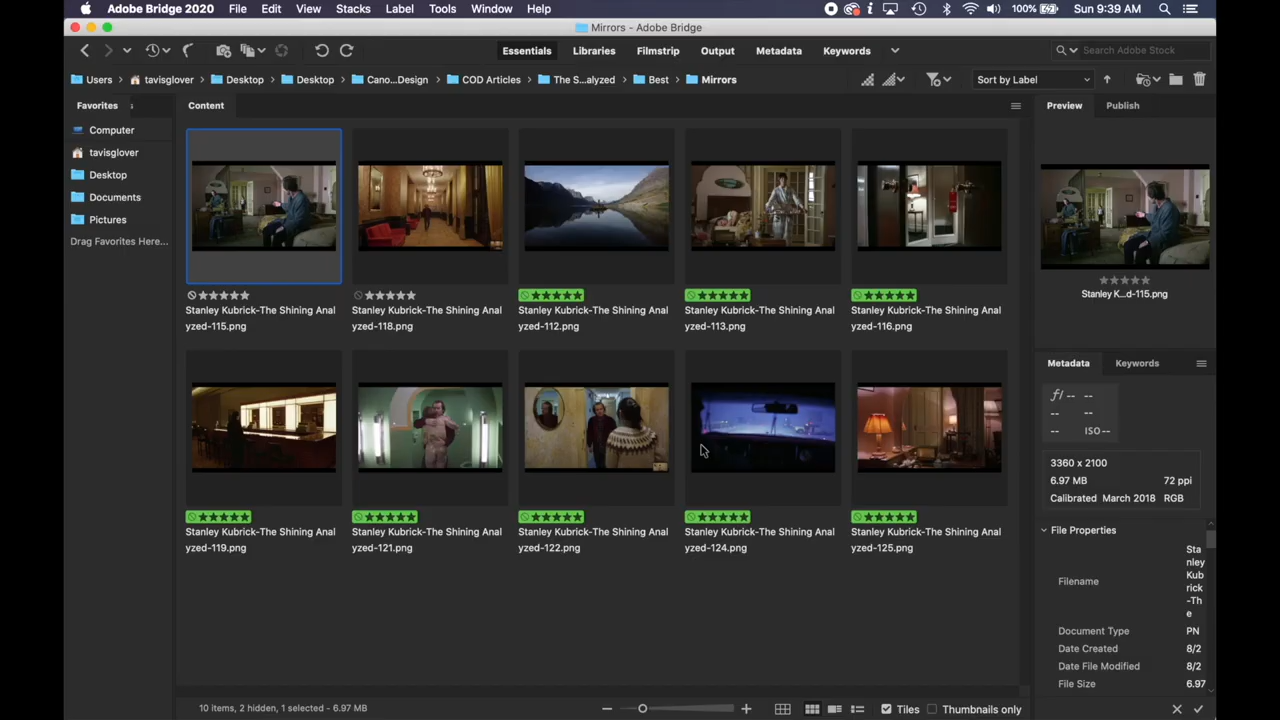 Adobe Bridge 2020 File Edit View Stacks Label Tools Window Help 100% Sun 9:39 AM
Mirrors - Adobe Bridge
Essentials Libraries Filmstrip Output Metadata Keywords Search Adobe Stock
Users tavisglover Desktop Desktop Cano...Design COD Articles The S...alyzed Best Mirrors Sort by Label
Favorites Content Preview Publish
Computer
tavisglover
Desktop
Documents
Pictures
Drag Favorites Here...
Stanley Kubrick-The Shining Anal
yzed-115.png
Stanley Kubrick-The Shining Anal
yzed-118.png
Stanley Kubrick-The Shining Anal
yzed-112.png
Stanley Kubrick-The Shining Anal
yzed-113.png
Stanley Kubrick-The Shining Anal
yzed-116.png
Stanley Kubrick-The Shining Anal
yzed-119.png
Stanley Kubrick-The Shining Anal
yzed-121.png
Stanley Kubrick-The Shining Anal
yzed-122.png
Stanley Kubrick-The Shining Anal
yzed-124.png
Stanley Kubrick-The Shining Anal
yzed-125.png
Stanley K...d-115.png
Metadata Keywords
ƒ/ -- --
-- --
-- ISO --
3360 x 2100
6.97 MB 72 ppi
Calibrated March 2018 RGB
File Properties
Filename
Sta
nley
Kub
rick
-Th
e
Document Type PN
Date Created 8/2
Date File Modified 8/2
File Size 6.97
10 items, 2 hidden, 1 selected - 6.97 MB Tiles Thumbnails only